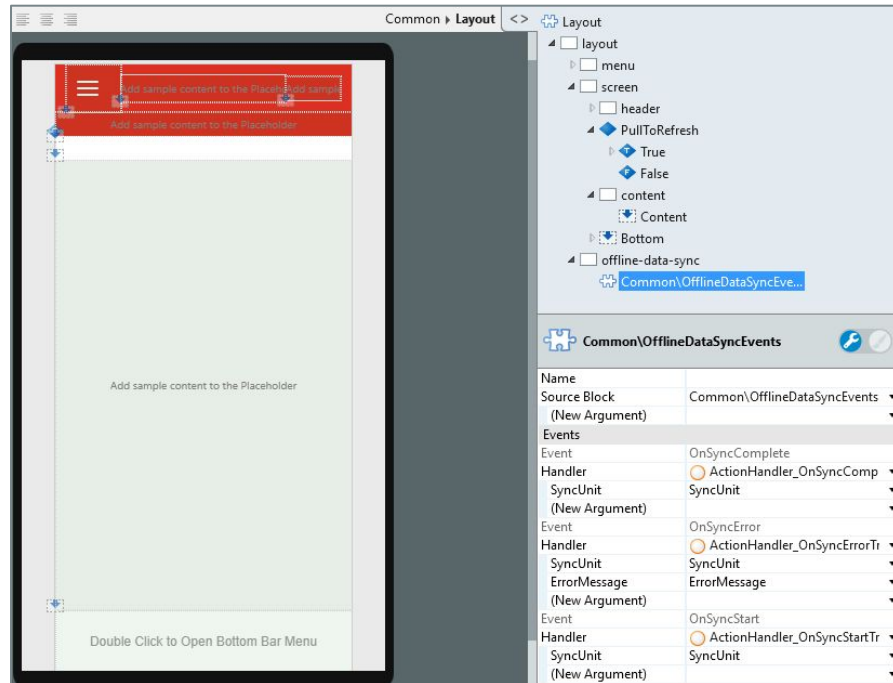 Common ▸ Layout <>
Add sample content to the Placeho
Add sample
Add sample content to the Placeholder
Add sample content to the Placeholder
Double Click to Open Bottom Bar Menu
Layout
layout
menu
screen
header
PullToRefresh
True
False
content
Content
Bottom
offline-data-sync
Common\OfflineDataSyncEve...
Common\OfflineDataSyncEvents
Name
Source Block Common\OfflineDataSyncEvents
(New Argument)
Events
Event OnSyncComplete
Handler ActionHandler_OnSyncComp
SyncUnit SyncUnit
(New Argument)
Event OnSyncError
Handler ActionHandler_OnSyncErrorTr
SyncUnit SyncUnit
ErrorMessage ErrorMessage
(New Argument)
Event OnSyncStart
Handler ActionHandler_OnSyncStartTr
SyncUnit SyncUnit
(New Argument)